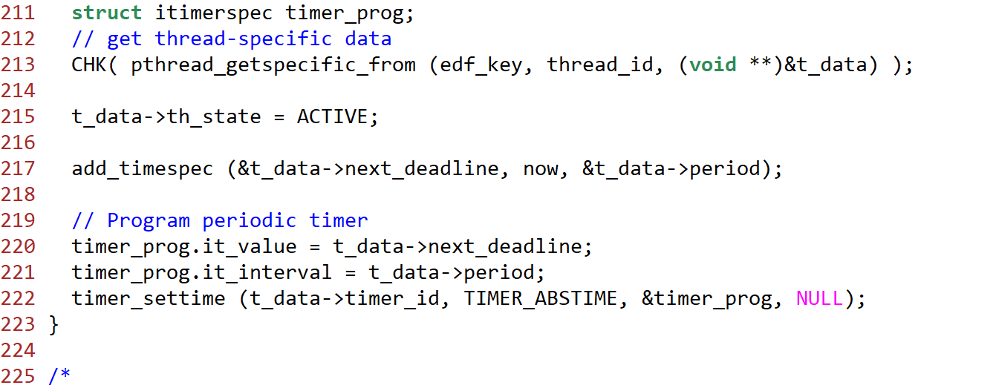 211   struct itimerspec timer_prog;
212   // get thread-specific data
213   CHK( pthread_getspecific_from (edf_key, thread_id, (void **)&t_data) );
214
215   t_data->th_state = ACTIVE;
216
217   add_timespec (&t_data->next_deadline, now, &t_data->period);
218
219   // Program periodic timer
220   timer_prog.it_value = t_data->next_deadline;
221   timer_prog.it_interval = t_data->period;
222   timer_settime (t_data->timer_id, TIMER_ABSTIME, &timer_prog, NULL);
223 }
224
225 /*